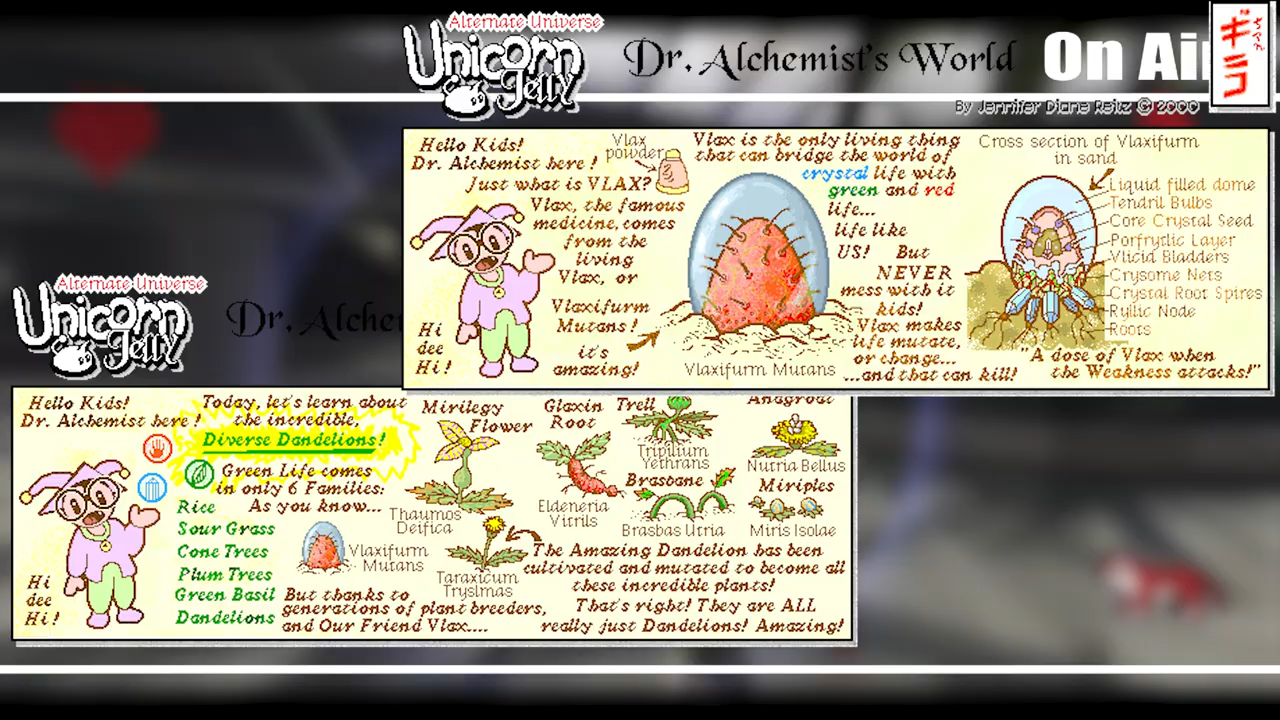 Alternate Universe
Unicorn
Jelly
Dr. Alchemist's World
On Air
ギミコ
By Jennifer Diane Reitz © 2000
Hello Kids!
Dr. Alchemist here !
Just what is VLAX?
Vlax
powder
Vlax, the famous
medicine, comes
from the
living
Vlax, or
Vlaxifurm
Mutans!
it's
amazing!
Hi
dee
Hi!
Vlax is the only living thing
that can bridge the world of
crystal life with
green and red
life...
life like
US! But
NEVER
mess with it
kids!
Vlax makes
life mutate,
or change...
...and that can kill!
Vlaxifurm Mutans
Cross section of Vlaxifurm
in sand
Liquid filled dome
Tendril Bulbs
Core Crystal Seed
Porfrytic Layer
Vlicid Bladders
Crysome Nets
Crystal Root Spires
Ryllic Node
Roots
"A dose of Vlax when
the Weakness attacks!"
Alternate Universe
Unicorn
Jelly
Dr. Alche
Hello Kids!
Dr. Alchemist here !
Hi
dee
Hi!
Today, let's learn about
the incredible,
Diverse Dandelions!
Green Life comes
in only 6 Families:
As you know...
Rice
Sour Grass
Cone Trees
Plum Trees
Green Basil
Dandelions
Vlaxifurm
Mutans
But thanks to
generations of plant breeders,
and Our Friend Vlax....
Mirilegy
Flower
Thaumos
Deifica
Taraxicum
Tryslmas
Glaxin
Root
Eldeneria
Vitrils
Trell
Tripilium
Yethrans
Brasbane
Brasbas Utria
Anagroat
Nutria Bellus
Miriples
Miris Isolae
The Amazing Dandelion has been
cultivated and mutated to become all
these incredible plants!
That's right! They are ALL
really just Dandelions! Amazing!